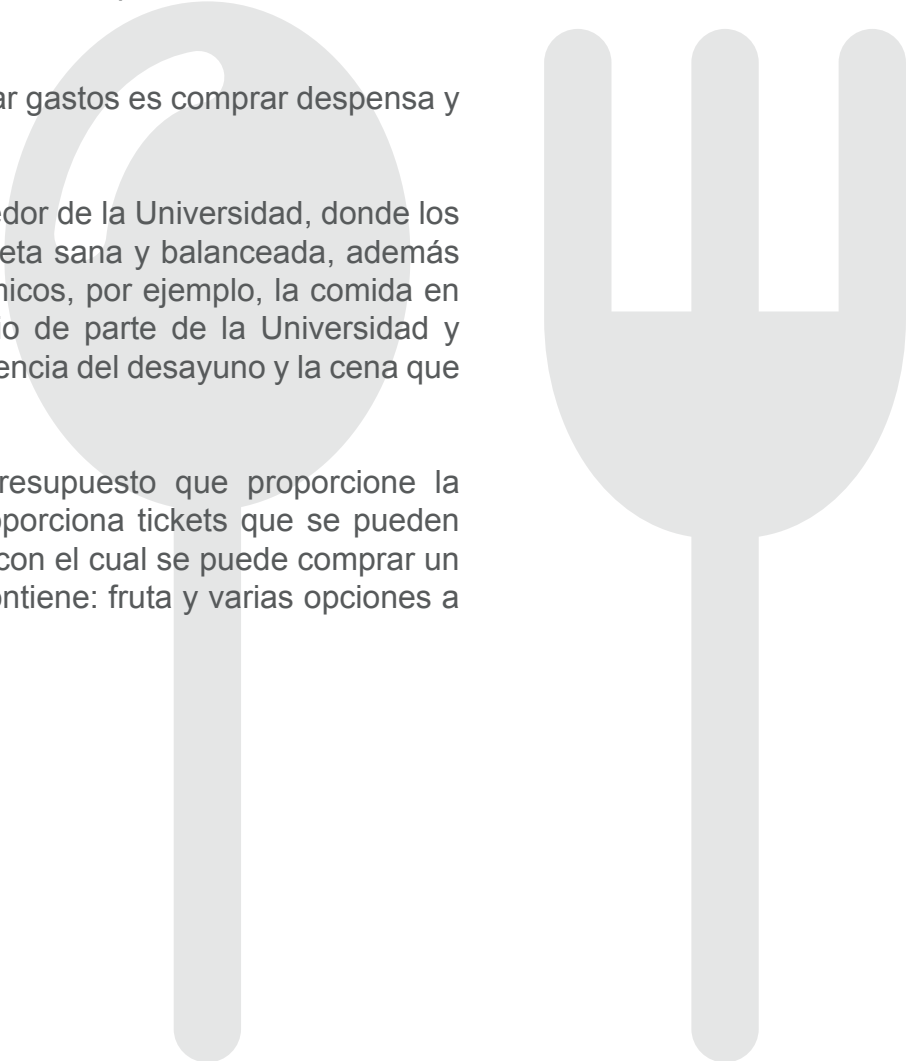 ar gastos es comprar despensa y
edor de la Universidad, donde los
eta sana y balanceada, además
micos, por ejemplo, la comida en
io de parte de la Universidad y
encia del desayuno y la cena que
resupuesto que proporcione la
oporciona tickets que se pueden
con el cual se puede comprar un
ontiene: fruta y varias opciones a